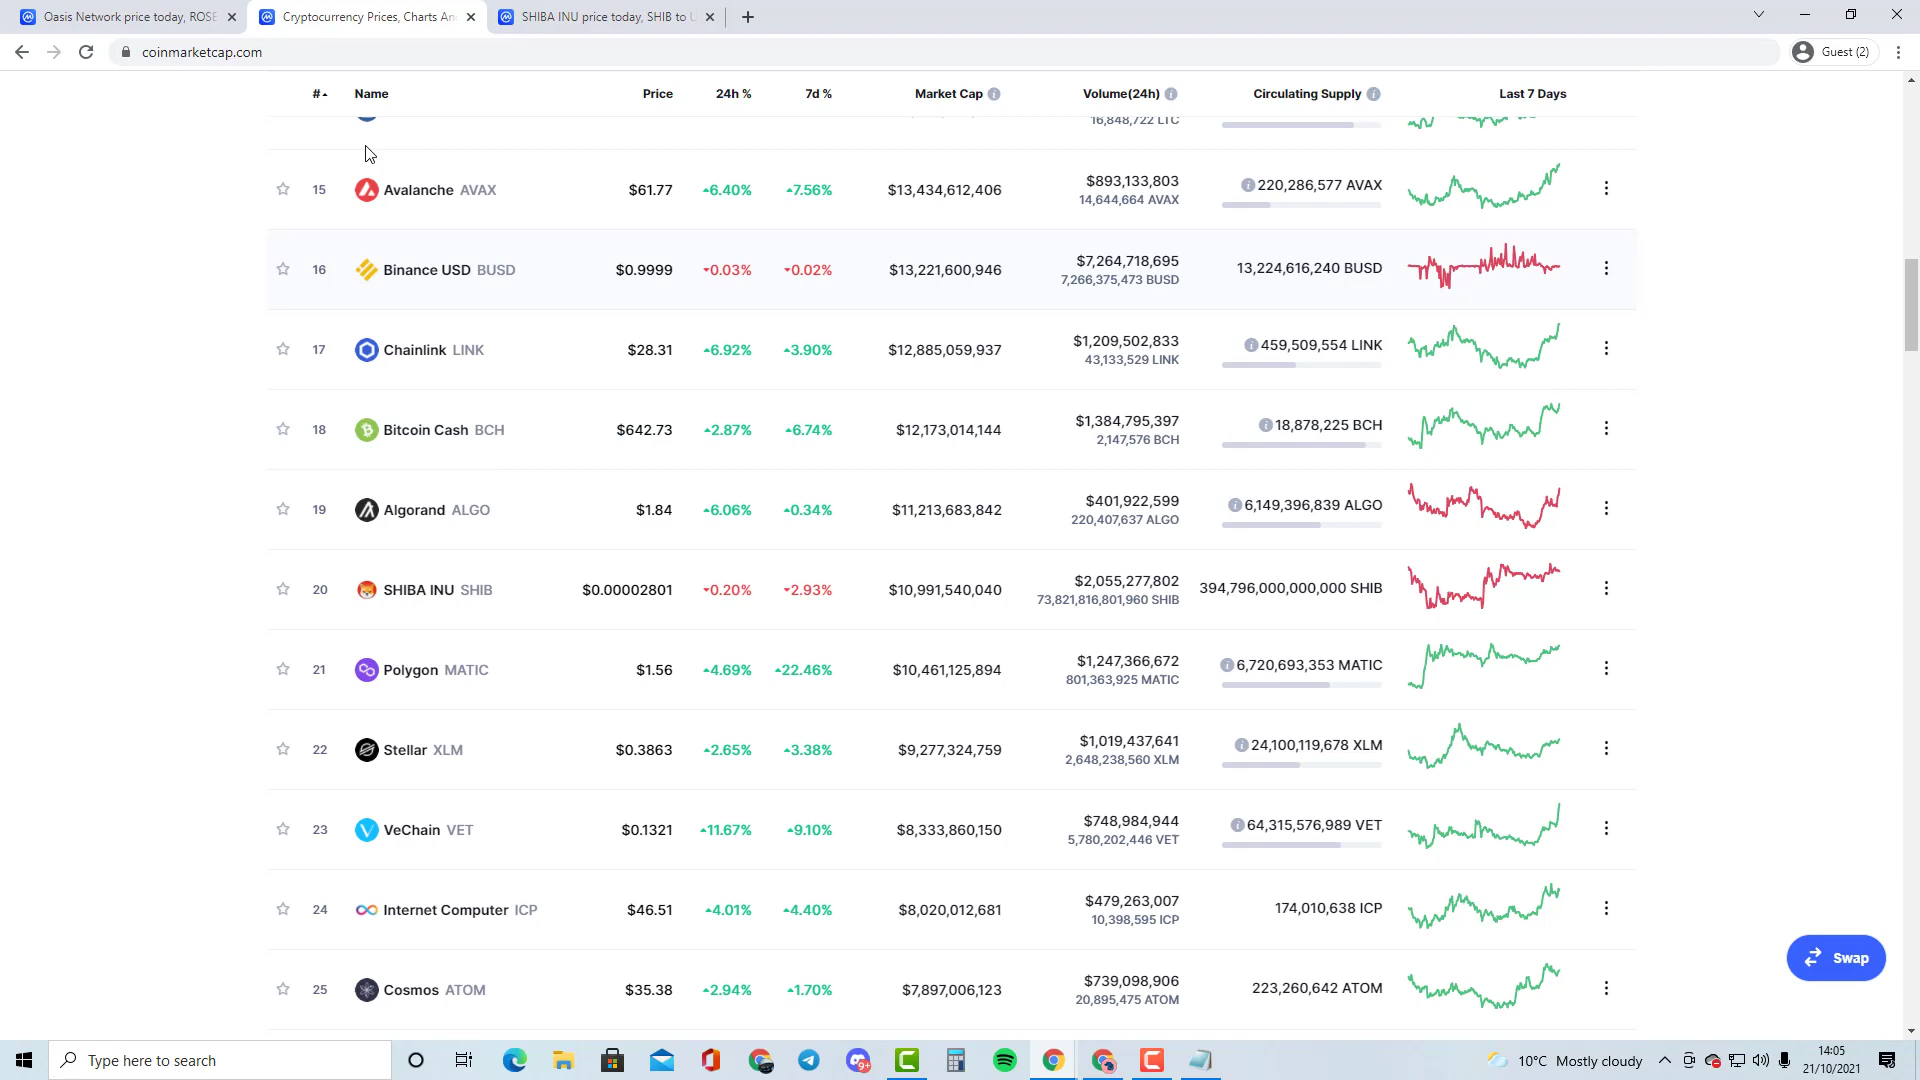 Oasis Network price today, ROSE
Cryptocurrency Prices, Charts An
SHIBA INU price today, SHIB to U
coinmarketcap.com
Guest (2)
# Name Price 24h % 7d % Market Cap Volume(24h) Circulating Supply Last 7 Days
16,848,722 LTC
15 Avalanche AVAX $61.77 6.40% 7.56% $13,434,612,406 $893,133,803 220,286,577 AVAX
14,644,664 AVAX
16 Binance USD BUSD $0.9999 0.03% 0.02% $13,221,600,946 $7,264,718,695 13,224,616,240 BUSD
7,266,375,473 BUSD
17 Chainlink LINK $28.31 6.92% 3.90% $12,885,059,937 $1,209,502,833 459,509,554 LINK
43,133,529 LINK
18 Bitcoin Cash BCH $642.73 2.87% 6.74% $12,173,014,144 $1,384,795,397 18,878,225 BCH
2,147,576 BCH
19 Algorand ALGO $1.84 6.06% 0.34% $11,213,683,842 $401,922,599 6,149,396,839 ALGO
220,407,637 ALGO
20 SHIBA INU SHIB $0.00002801 0.20% 2.93% $10,991,540,040 $2,055,277,802 394,796,000,000,000 SHIB
73,821,816,801,960 SHIB
21 Polygon MATIC $1.56 4.69% 22.46% $10,461,125,894 $1,247,366,672 6,720,693,353 MATIC
801,363,925 MATIC
22 Stellar XLM $0.3863 2.65% 3.38% $9,277,324,759 $1,019,437,641 24,100,119,678 XLM
2,648,238,560 XLM
23 VeChain VET $0.1321 11.67% 9.10% $8,333,860,150 $748,984,944 64,315,576,989 VET
5,780,202,446 VET
24 Internet Computer ICP $46.51 4.01% 4.40% $8,020,012,681 $479,263,007 174,010,638 ICP
10,398,595 ICP
25 Cosmos ATOM $35.38 2.94% 1.70% $7,897,006,123 $739,098,906 223,260,642 ATOM
20,895,475 ATOM
Swap
Type here to search
9+
10°C Mostly cloudy
14:05
21/10/2021